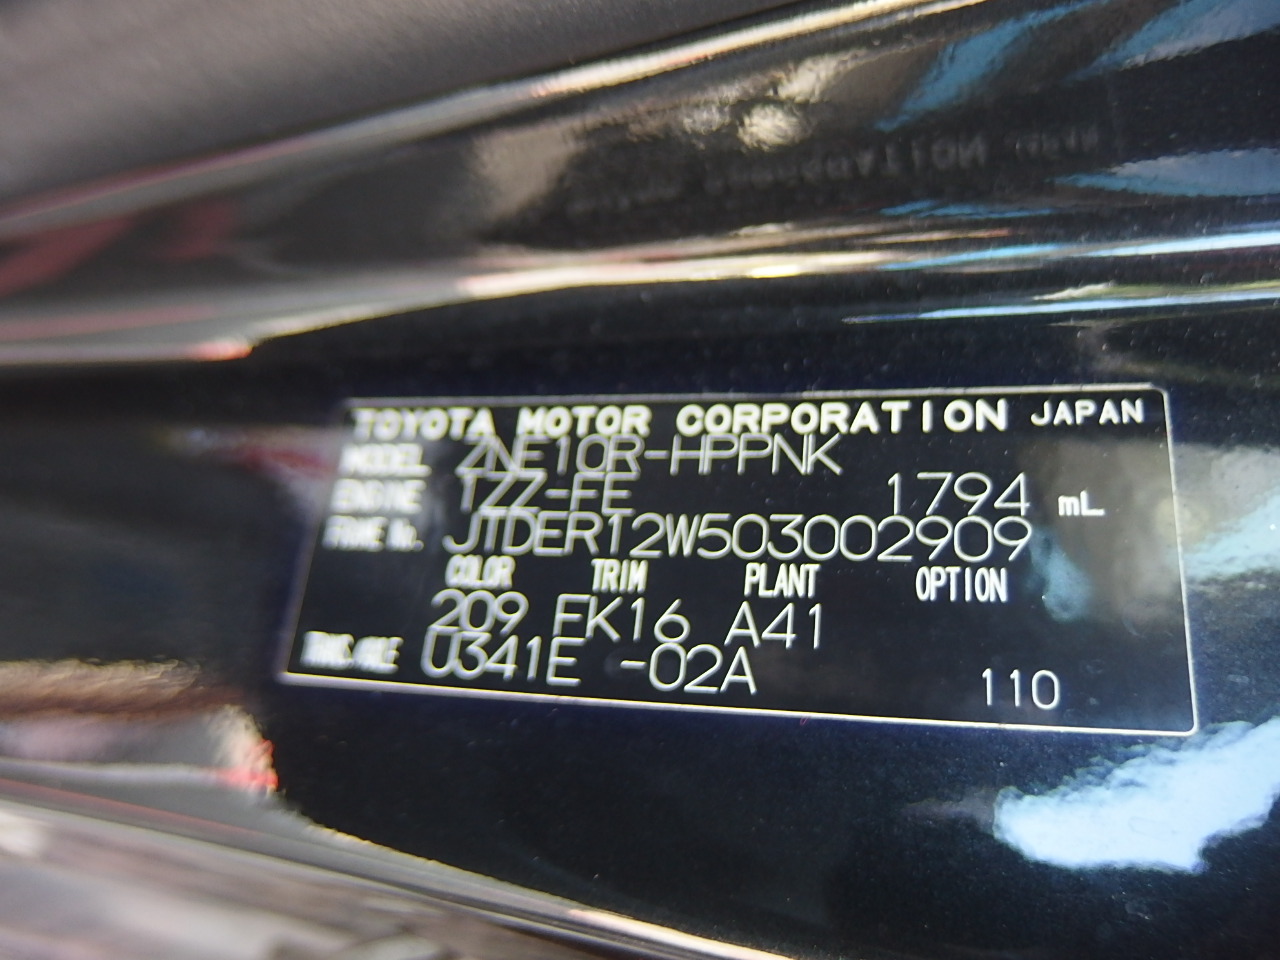 TOYOTA MOTOR CORPORATION JAPAN
MODEL ZNE10R-HPPNK
ENGINE 1ZZ-FE 1794 mL
FRAME No. JTDER12W503002909
COLOR TRIM PLANT OPTION
209 FK16 A41
TRANS/AXLE U341E -02A
110